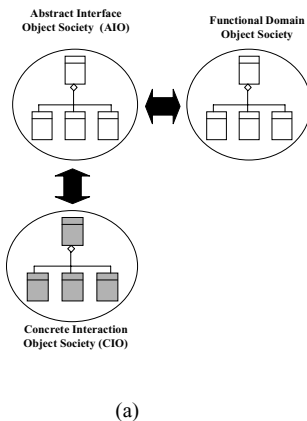 Abstract Interface
Object Society (AIO)
Functional Domain
Object Society
Concrete Interaction
Object Society (CIO)
(a)